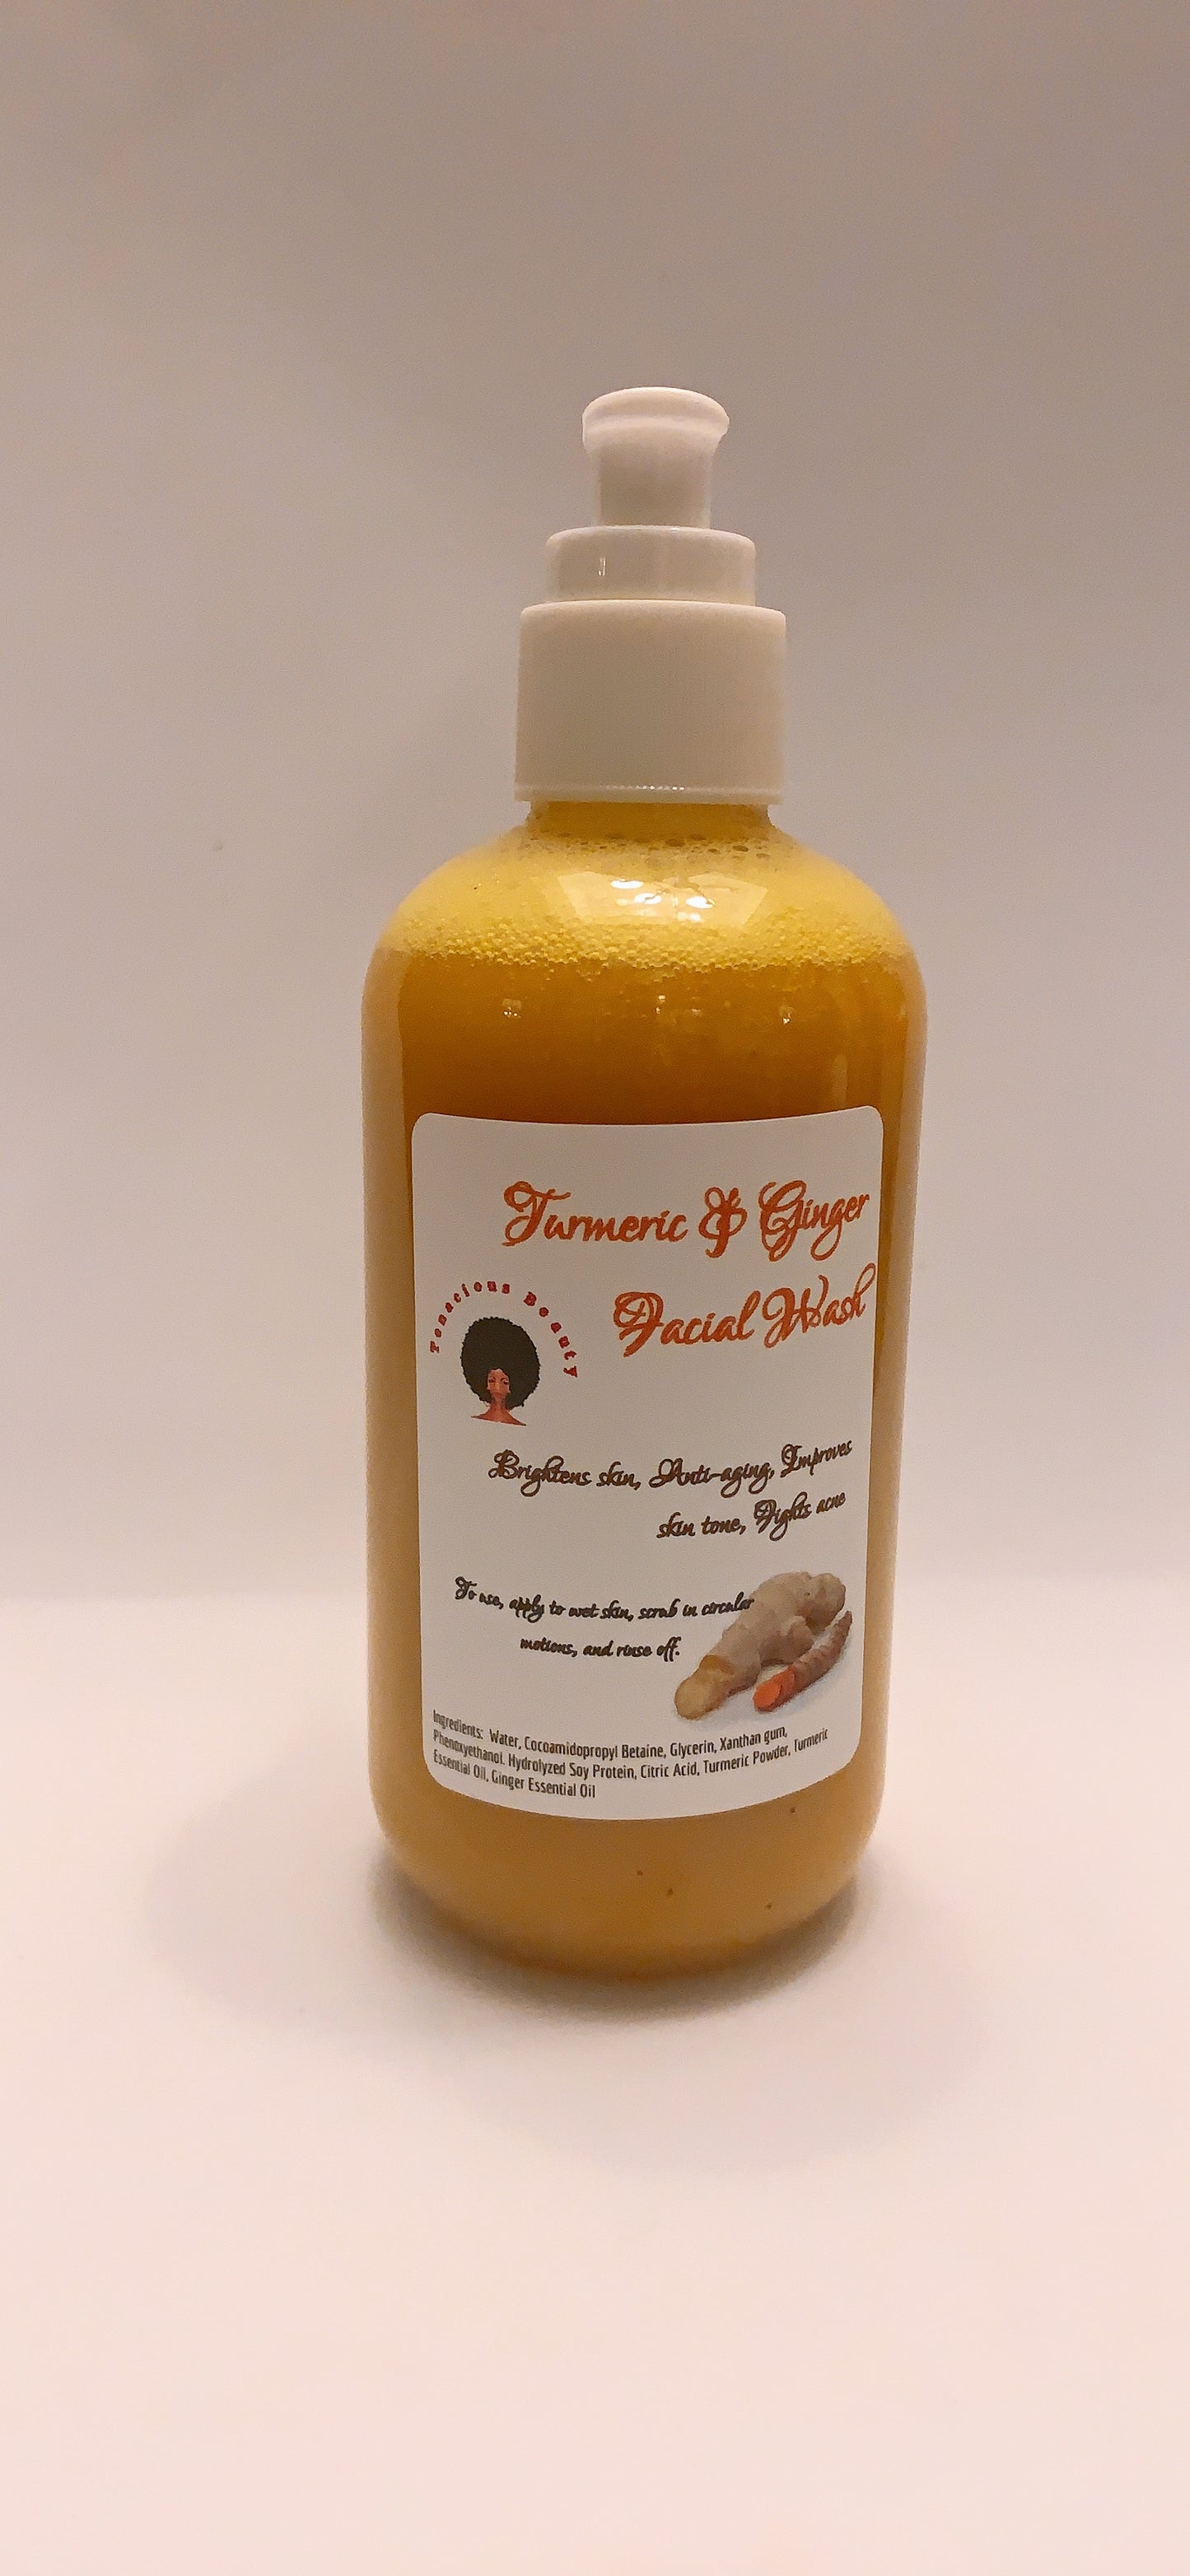 Turmeric & Ginger
Facial Wash
Tenacious Beauty
Brightens skin, Anti-aging, Improves
skin tone, Fights acne
To use, apply to wet skin, scrub in circular
motions, and rinse off.
Ingredients: Water, Cocoamidopropyl Betaine, Glycerin, Xanthan gum,
Phenoxyethanol. Hydrolyzed Soy Protein, Citric Acid, Turmeric Powder, Turmeric
Essential Oil, Ginger Essential Oil